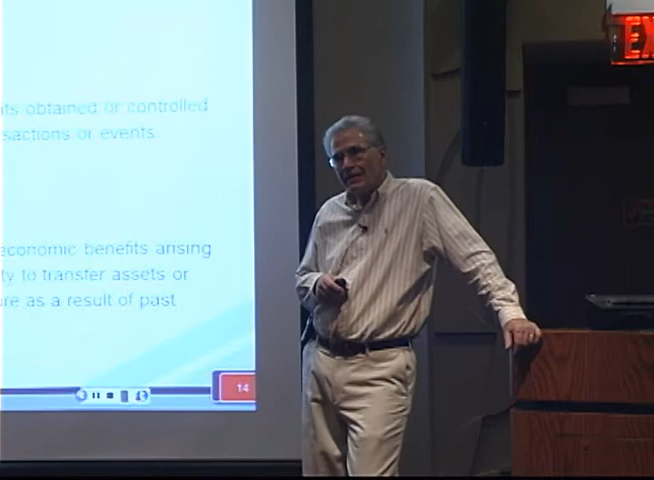 obtained or controlled
sactions or events
economic benefits arising
ty to transfer assets or
re as a result of past
14
EX